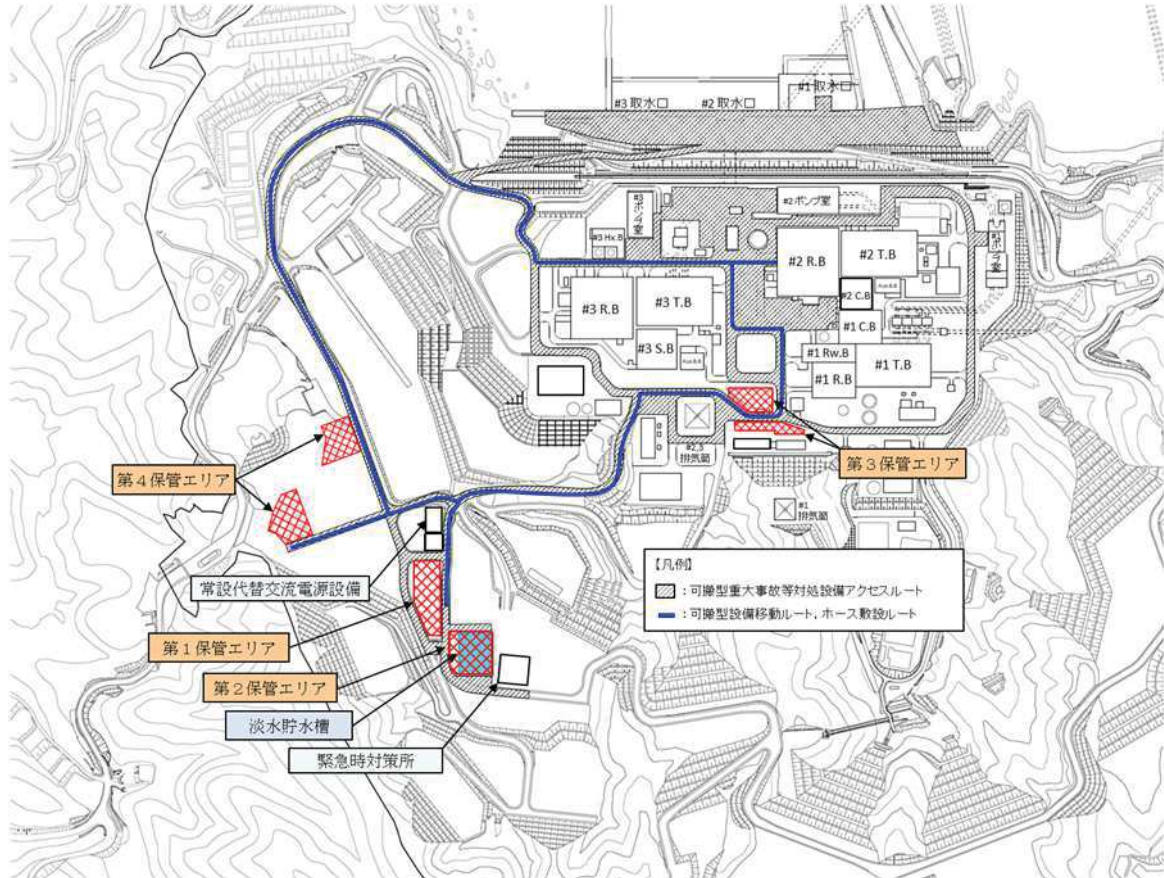 #1 取水口
#3 取水口
#2 取水口
#3
ポンプ室
#2 ポンプ室
#3 Hx.B
#2 R.B
#2 T.B
#3 R.B
#3 T.B
#2 C.B
#1 C.B
#3 S.B
#1 Rw.B
#1 R.B
#1 T.B
#2,3
排気筒
第3保管エリア
第4保管エリア
#1
排気筒
常設代替交流電源設備
【凡例】
:可搬型重大事故等対処設備アクセスルート
:可搬型設備移動ルート,ホース敷設ルート
第1保管エリア
第2保管エリア
淡水貯水槽
緊急時対策所